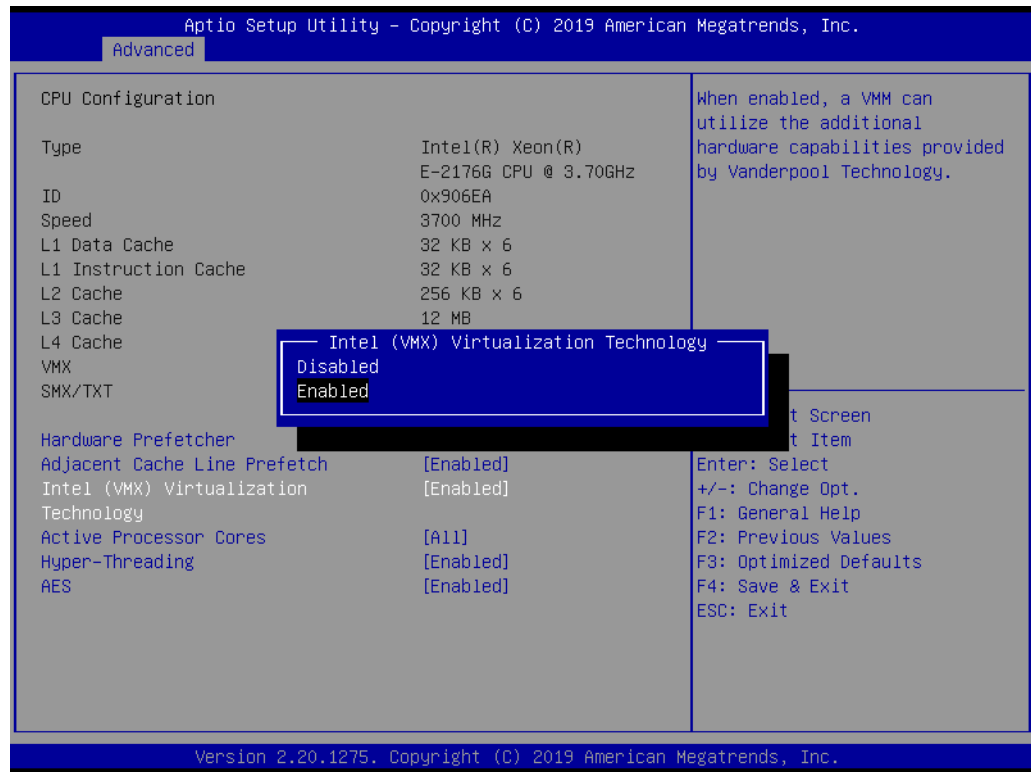 Aptio Setup Utility – Copyright (C) 2019 American Megatrends, Inc.
Advanced
CPU Configuration
Type Intel(R) Xeon(R)
E-2176G CPU @ 3.70GHz
ID 0x906EA
Speed 3700 MHz
L1 Data Cache 32 KB x 6
L1 Instruction Cache 32 KB x 6
L2 Cache 256 KB x 6
L3 Cache 12 MB
L4 Cache
VMX
SMX/TXT
Intel (VMX) Virtualization Technology
Disabled
Enabled
Hardware Prefetcher
Adjacent Cache Line Prefetch [Enabled]
Intel (VMX) Virtualization [Enabled]
Technology
Active Processor Cores [All]
Hyper-Threading [Enabled]
AES [Enabled]
When enabled, a VMM can
utilize the additional
hardware capabilities provided
by Vanderpool Technology.
t Screen
t Item
Enter: Select
+/-: Change Opt.
F1: General Help
F2: Previous Values
F3: Optimized Defaults
F4: Save & Exit
ESC: Exit
Version 2.20.1275. Copyright (C) 2019 American Megatrends, Inc.